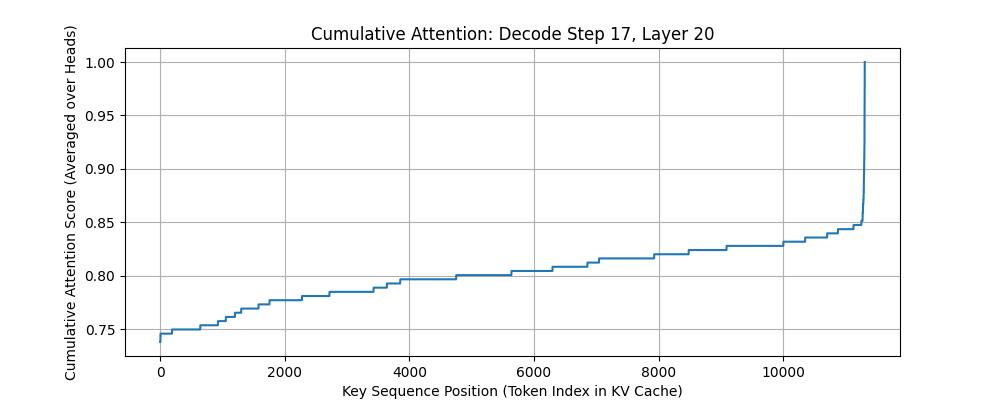 Cumulative Attention: Decode Step 17, Layer 20
Cumulative Attention Score (Averaged over Heads)
1.00
0.95
0.90
0.85
0.80
0.75
0 2000 4000 6000 8000 10000
Key Sequence Position (Token Index in KV Cache)